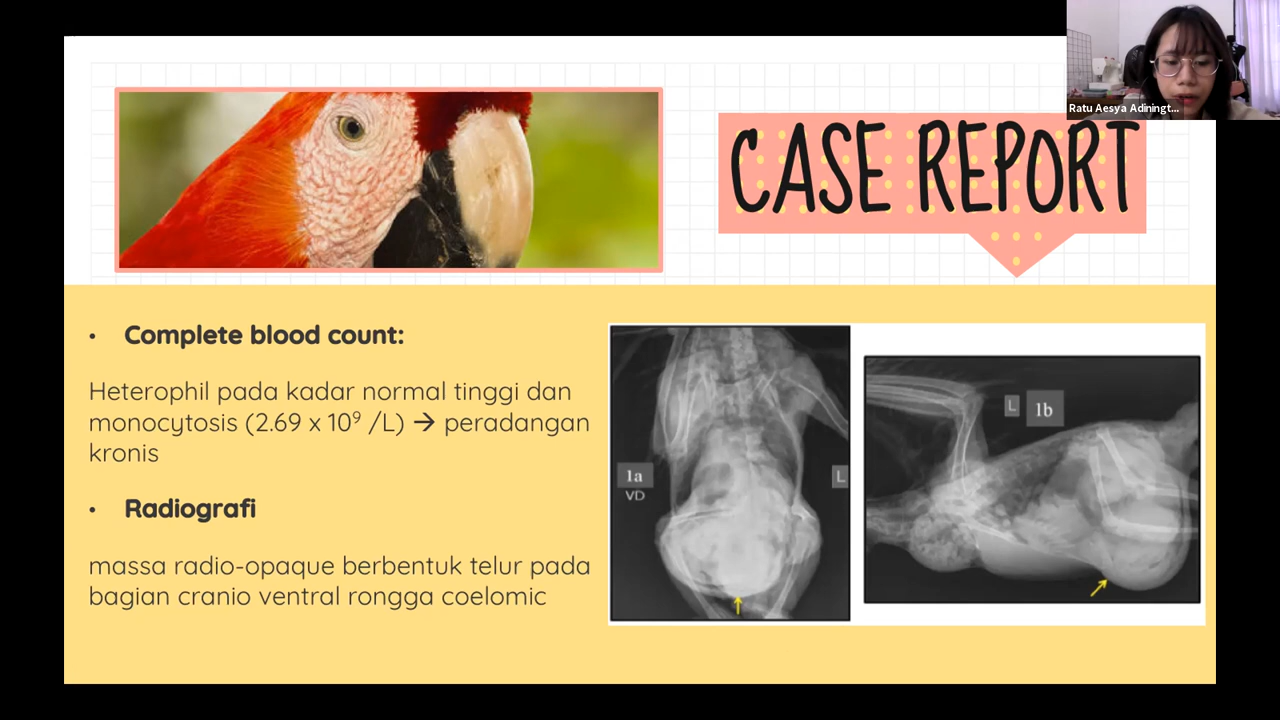 Ratu Aesya Adiningt...
CASE REPORT
• Complete blood count:
Heterophil pada kadar normal tinggi dan
monocytosis (2.69 x 10⁹ /L) → peradangan
kronis
• Radiografi
massa radio-opaque berbentuk telur pada
bagian cranio ventral rongga coelomic
1a
VD
L
L
1b